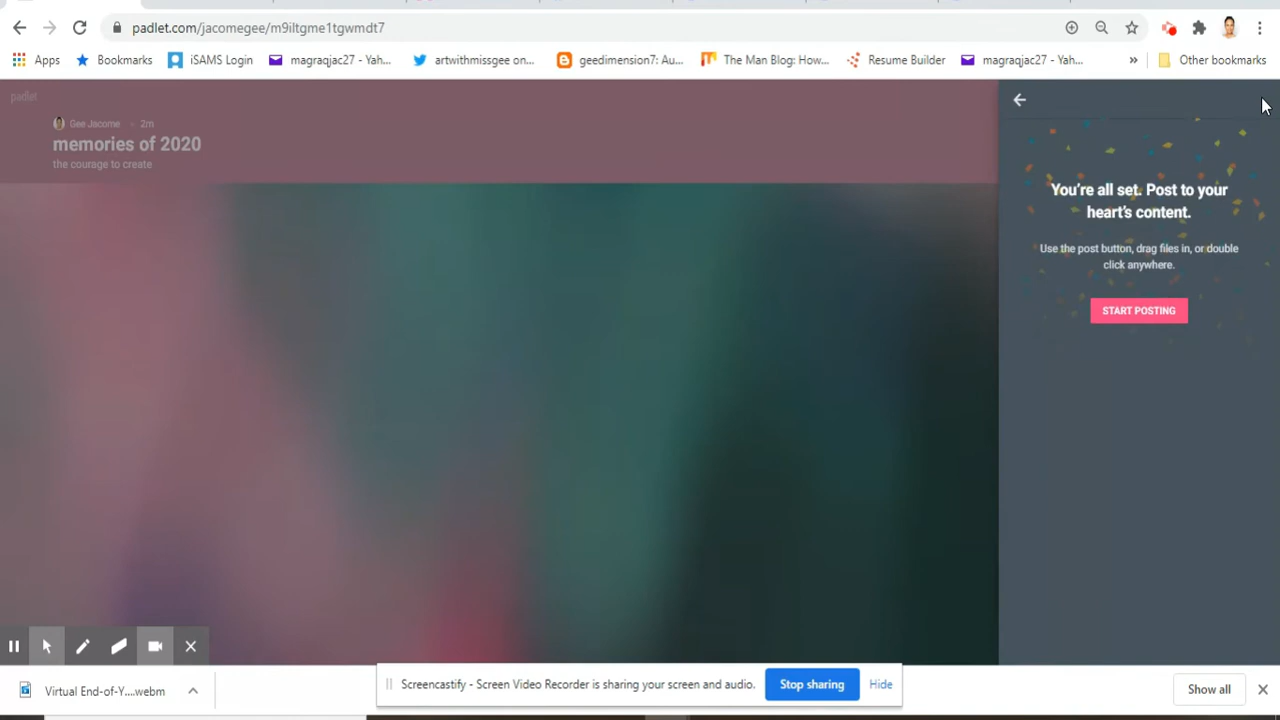 padlet.com/jacomegee/m9iltgme1tgwmdt7
Apps Bookmarks iSAMS Login magraqjac27 - Yah... artwithmissgee on... geedimension7: Au... The Man Blog: How... Resume Builder magraqjac27 - Yah... » Other bookmarks
padlet
Gee Jacome 2m
memories of 2020
the courage to create
You're all set. Post to your
heart's content.
Use the post button, drag files in, or double
click anywhere.
START POSTING
Virtual End-of-Y....webm
Screencastify - Screen Video Recorder is sharing your screen and audio. Stop sharing Hide
Show all